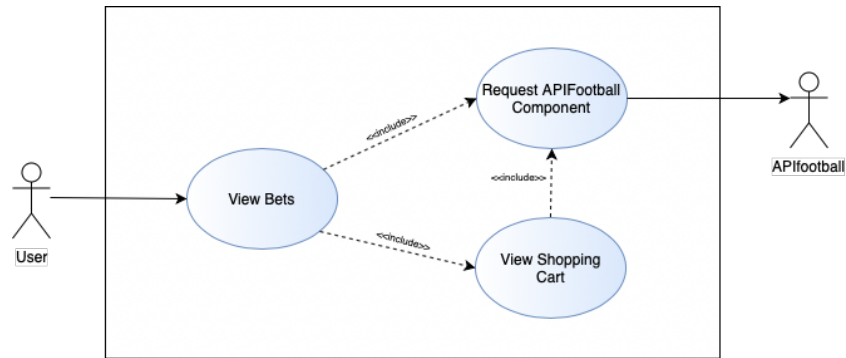 Request APIFootball
Component
<<include>>
APIfootball
<<include>>
View Bets
<<include>>
User
View Shopping
Cart